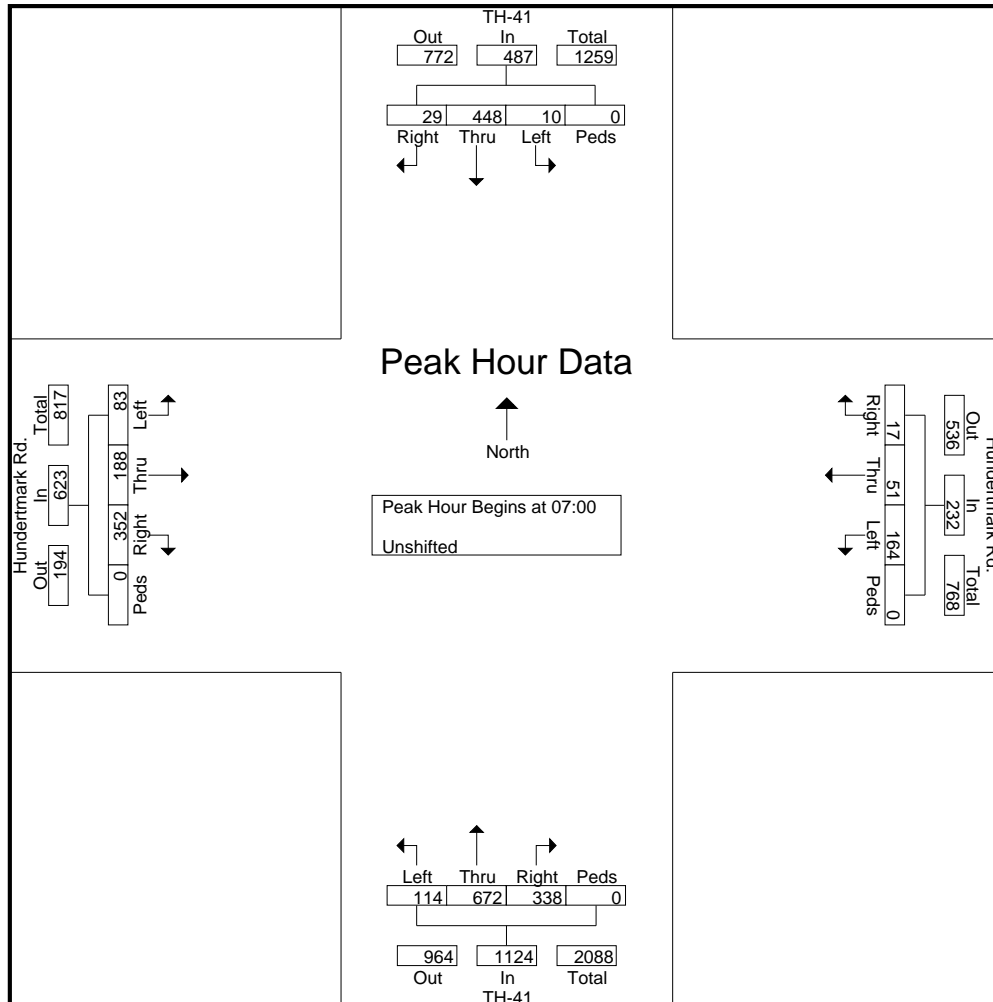 TH-41
Out In Total
772 487 1259
29 448 10 0
Right Thru Left Peds
Peak Hour Data
North
Peak Hour Begins at 07:00
Unshifted
Hundertmark Rd.
Out In Total
194 623 817
0 352 188 83
Peds Right Thru Left
Hundertmark Rd.
Out In Total
536 232 768
17 51 164 0
Right Thru Left Peds
Left Thru Right Peds
114 672 338 0
964 1124 2088
Out In Total
TH-41